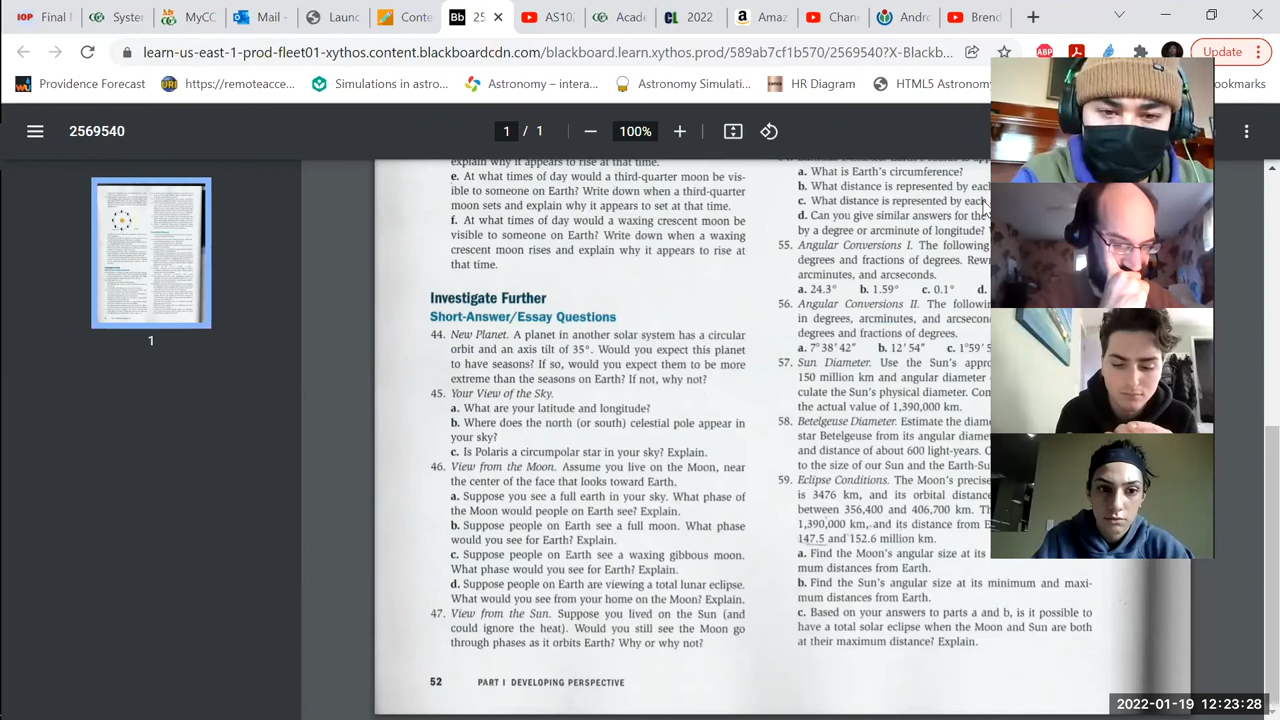 IOP Final I
Syster
MyCC
Mail -
Launc
Conte
Bb 25
AS10.
Acade
CL 2022
Amaz
Chan
Andro
Brend
learn-us-east-1-prod-fleet01-xythos.content.blackboardcdn.com/blackboard.learn.xythos.prod/589ab7cf1b570/2569540?X-Blackb...
ABP
Update
Providence Forecast
URI https://remoteacce...
Simulations in astro...
Astronomy – intera...
Astronomy Simulati...
HR Diagram
HTML5 Astronomy
ookmarks
2569540
1 / 1
100%
1
explain why it appears to rise at that time.
e. At what times of day would a third-quarter moon be vis-
ible to someone on Earth? Write down when a third-quarter
moon sets and explain why it appears to set at that time.
f. At what times of day would a waxing crescent moon be
visible to someone on Earth? Write down when a waxing
crescent moon rises and explain why it appears to rise at
that time.
Investigate Further
Short-Answer/Essay Questions
44. New Planet. A planet in another solar system has a circular
orbit and an axis tilt of 35°. Would you expect this planet
to have seasons? If so, would you expect them to be more
extreme than the seasons on Earth? If not, why not?
45. Your View of the Sky.
a. What are your latitude and longitude?
b. Where does the north (or south) celestial pole appear in
your sky?
c. Is Polaris a circumpolar star in your sky? Explain.
46. View from the Moon. Assume you live on the Moon, near
the center of the face that looks toward Earth.
a. Suppose you see a full earth in your sky. What phase of
the Moon would people on Earth see? Explain.
b. Suppose people on Earth see a full moon. What phase
would you see for Earth? Explain.
c. Suppose people on Earth see a waxing gibbous moon.
What phase would you see for Earth? Explain.
d. Suppose people on Earth are viewing a total lunar eclipse.
What would you see from your home on the Moon? Explain.
47. View from the Sun. Suppose you lived on the Sun (and
could ignore the heat). Would you still see the Moon go
through phases as it orbits Earth? Why or why not?
52 PART I DEVELOPING PERSPECTIVE
a. What is Earth's circumference?
b. What distance is represented by each
c. What distance is represented by each
d. Can you give similar answers for the
by a degree or arcminute of longitude?
55. Angular Conversions I. The following
degrees and fractions of degrees. Rew
arcminutes, and arcseconds.
a. 24.3° b. 1.59° c. 0.1° d.
56. Angular Conversions II. The followin
in degrees, arcminutes, and arcsecon
degrees and fractions of degrees.
a. 7°38′42″ b. 12′54″ c. 1°59′5
57. Sun Diameter. Use the Sun's appro
150 million km and angular diameter
culate the Sun's physical diameter. Com
the actual value of 1,390,000 km.
58. Betelgeuse Diameter. Estimate the diame
star Betelgeuse from its angular diamet
and distance of about 600 light-years. C
to the size of our Sun and the Earth-Su
59. Eclipse Conditions. The Moon's precise
is 3476 km, and its orbital distance
between 356,400 and 406,700 km. Th
1,390,000 km, and its distance from E
147.5 and 152.6 million km.
a. Find the Moon's angular size at its
mum distances from Earth.
b. Find the Sun's angular size at its minimum and maxi-
mum distances from Earth.
c. Based on your answers to parts a and b, is it possible to
have a total solar eclipse when the Moon and Sun are both
at their maximum distance? Explain.
2022-01-19 12:23:28